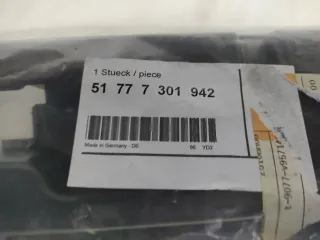 1 Stueck / piece
51 77 7 301 942
Made in Germany - DE 96 YD2